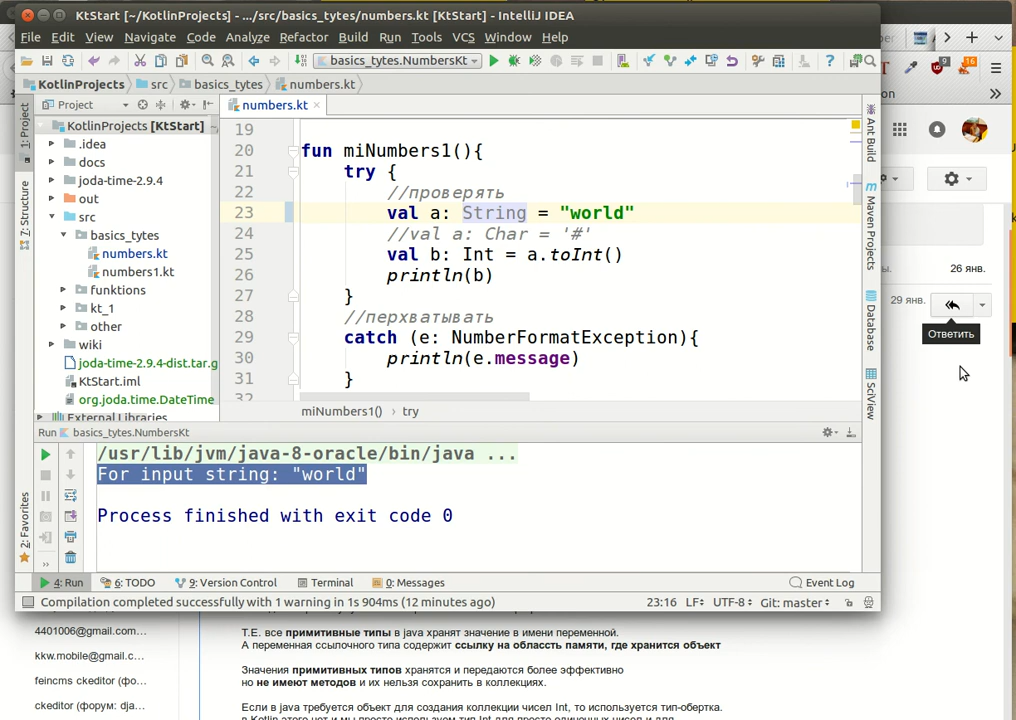 KtStart [~/KotlinProjects] - .../src/basics_tytes/numbers.kt [KtStart] - IntelliJ IDEA
File Edit View Navigate Code Analyze Refactor Build Run Tools VCS Window Help
basics_tytes.NumbersKt
KotlinProjects src basics_tytes numbers.kt
Project numbers.kt
1: Project
7: Structure
2: Favorites
KotlinProjects [KtStart]
.idea
docs
joda-time-2.9.4
out
src
basics_tytes
numbers.kt
numbers1.kt
funktions
kt_1
other
wiki
joda-time-2.9.4-dist.tar.g
KtStart.iml
org.joda.time.DateTime
External Libraries
19
20 fun miNumbers1(){
21 try {
22 //проверять
23 val a: String = "world"
24 //val a: Char = '#'
25 val b: Int = a.toInt()
26 println(b)
27 }
28 //перхватывать
29 catch (e: NumberFormatException){
30 println(e.message)
31 }
32
miNumbers1() › try
Ant Build
Maven Projects
Database
SciView
Run basics_tytes.NumbersKt
/usr/lib/jvm/java-8-oracle/bin/java ...
For input string: "world"
Process finished with exit code 0
4: Run 6: TODO 9: Version Control Terminal 0: Messages Event Log
Compilation completed successfully with 1 warning in 1s 904ms (12 minutes ago) 23:16 LF÷ UTF-8 Git: master
9
16
26 янв.
29 янв.
Ответить
4401006@gmail.com...
kkw.mobile@gmail.c...
feincms ckeditor (фо...
ckeditor (форум: dja...
Т.Е. все примитивные типы в java хранят значение в имени переменной.
А переменная ссылочного типа содержит ссылку на область памяти, где хранится объект
Значения примитивных типов хранятся и передаются более эффективно
но не имеют методов и их нельзя сохранить в коллекциях.
Если в java требуется объект для создания коллекции чисел Int, то используется тип-обертка.